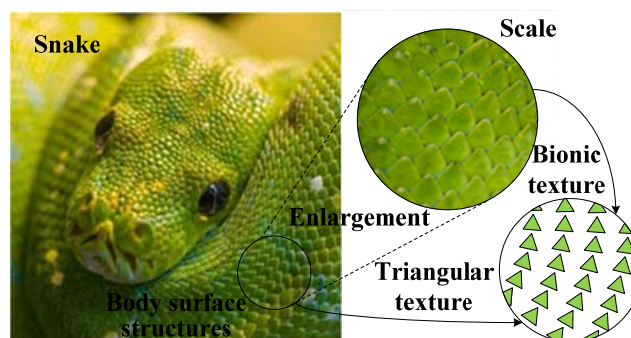 Snake
Scale
Bionic
texture
Enlargement
Triangular
texture
Body surface
structures